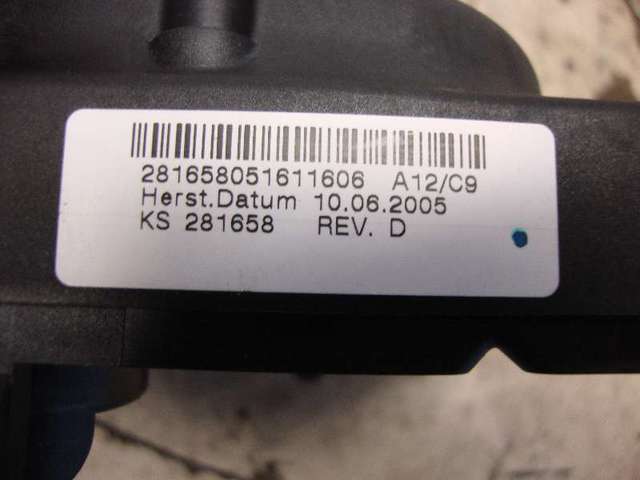 281658051611606 A12/C9
Herst.Datum 10.06.2005
KS 281658 REV. D